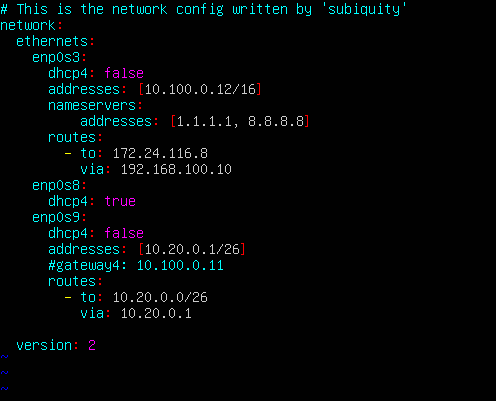 # This is the network config written by 'subiquity'
network:
  ethernets:
    enp0s3:
      dhcp4: false
      addresses: [10.100.0.12/16]
      nameservers:
          addresses: [1.1.1.1, 8.8.8.8]
      routes:
        - to: 172.24.116.8
          via: 192.168.100.10
    enp0s8:
      dhcp4: true
    enp0s9:
      dhcp4: false
      addresses: [10.20.0.1/26]
      #gateway4: 10.100.0.11
      routes:
        - to: 10.20.0.0/26
          via: 10.20.0.1

  version: 2
~
~
~